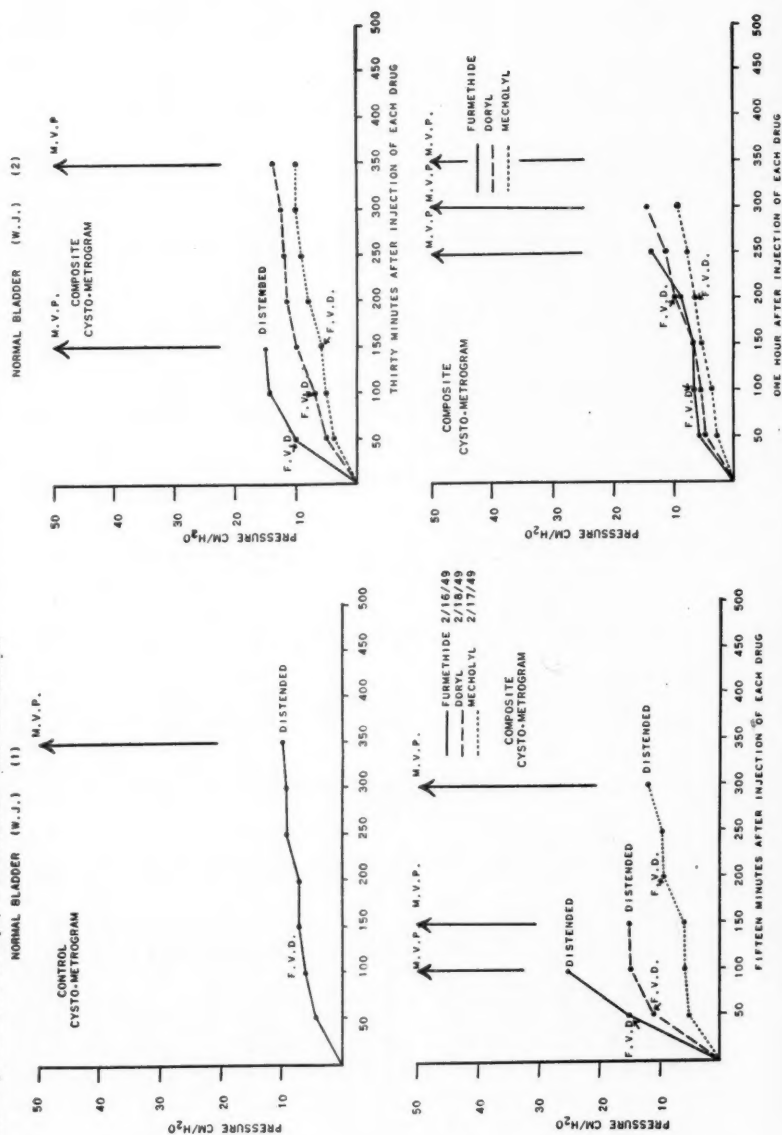 NORMAL BLADDER (W.J.) (1)
CONTROL
CYSTO-METROGRAM
PRESSURE CM/H2O
50
40
30
20
10
M.V.P.
F.V.D.
DISTENDED
50 100 150 200 250 300 350 400 450 500
NORMAL BLADDER (W.J.) (2)
COMPOSITE
CYSTO-METROGRAM
PRESSURE CM/H2O
50
40
30
20
10
M.V.P.
M.V.P.
DISTENDED
F.V.D.
F.V.D.
F.V.D.
50 100 150 200 250 300 350 400 450 500
THIRTY MINUTES AFTER INJECTION OF EACH DRUG
PRESSURE CM/H2O
50
40
30
20
10
M.V.P.
M.V.P.
M.V.P.
FURMETHIDE 2/16/49
DORYL 2/18/49
MECHOLYL 2/17/49
COMPOSITE
CYSTO-METROGRAM
DISTENDED
DISTENDED
DISTENDED
F.V.D.
F.V.D.
F.V.D.
50 100 150 200 250 300 350 400 450 500
FIFTEEN MINUTES AFTER INJECTION OF EACH DRUG
COMPOSITE
CYSTO-METROGRAM
PRESSURE CM/H2O
50
40
30
20
10
M.V.P. M.V.P. M.V.P.
FURMETHIDE
DORYL
MECHOLYL
F.V.D.
F.V.D.
F.V.D.
50 100 150 200 250 300 350 400 450 500
ONE HOUR AFTER INJECTION OF EACH DRUG